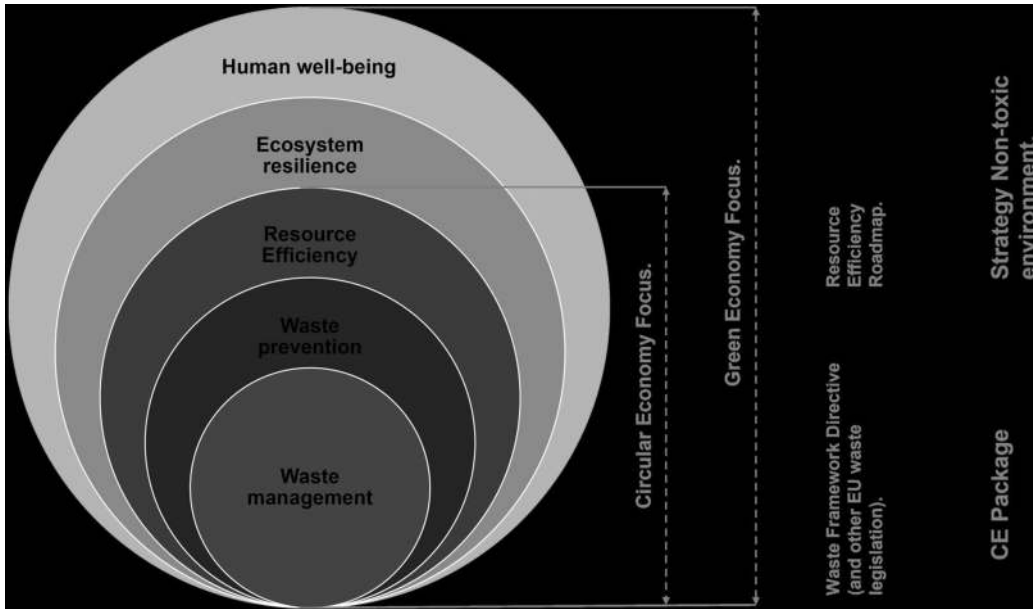 Human well-being
Ecosystem
resilience
Resource
Efficiency
Waste
prevention
Waste
management
Circular Economy Focus.
Green Economy Focus.
Resource
Efficiency
Roadmap.
Waste Framework Directive
(and other EU waste
legislation).
Strategy Non-toxic
environment.
CE Package